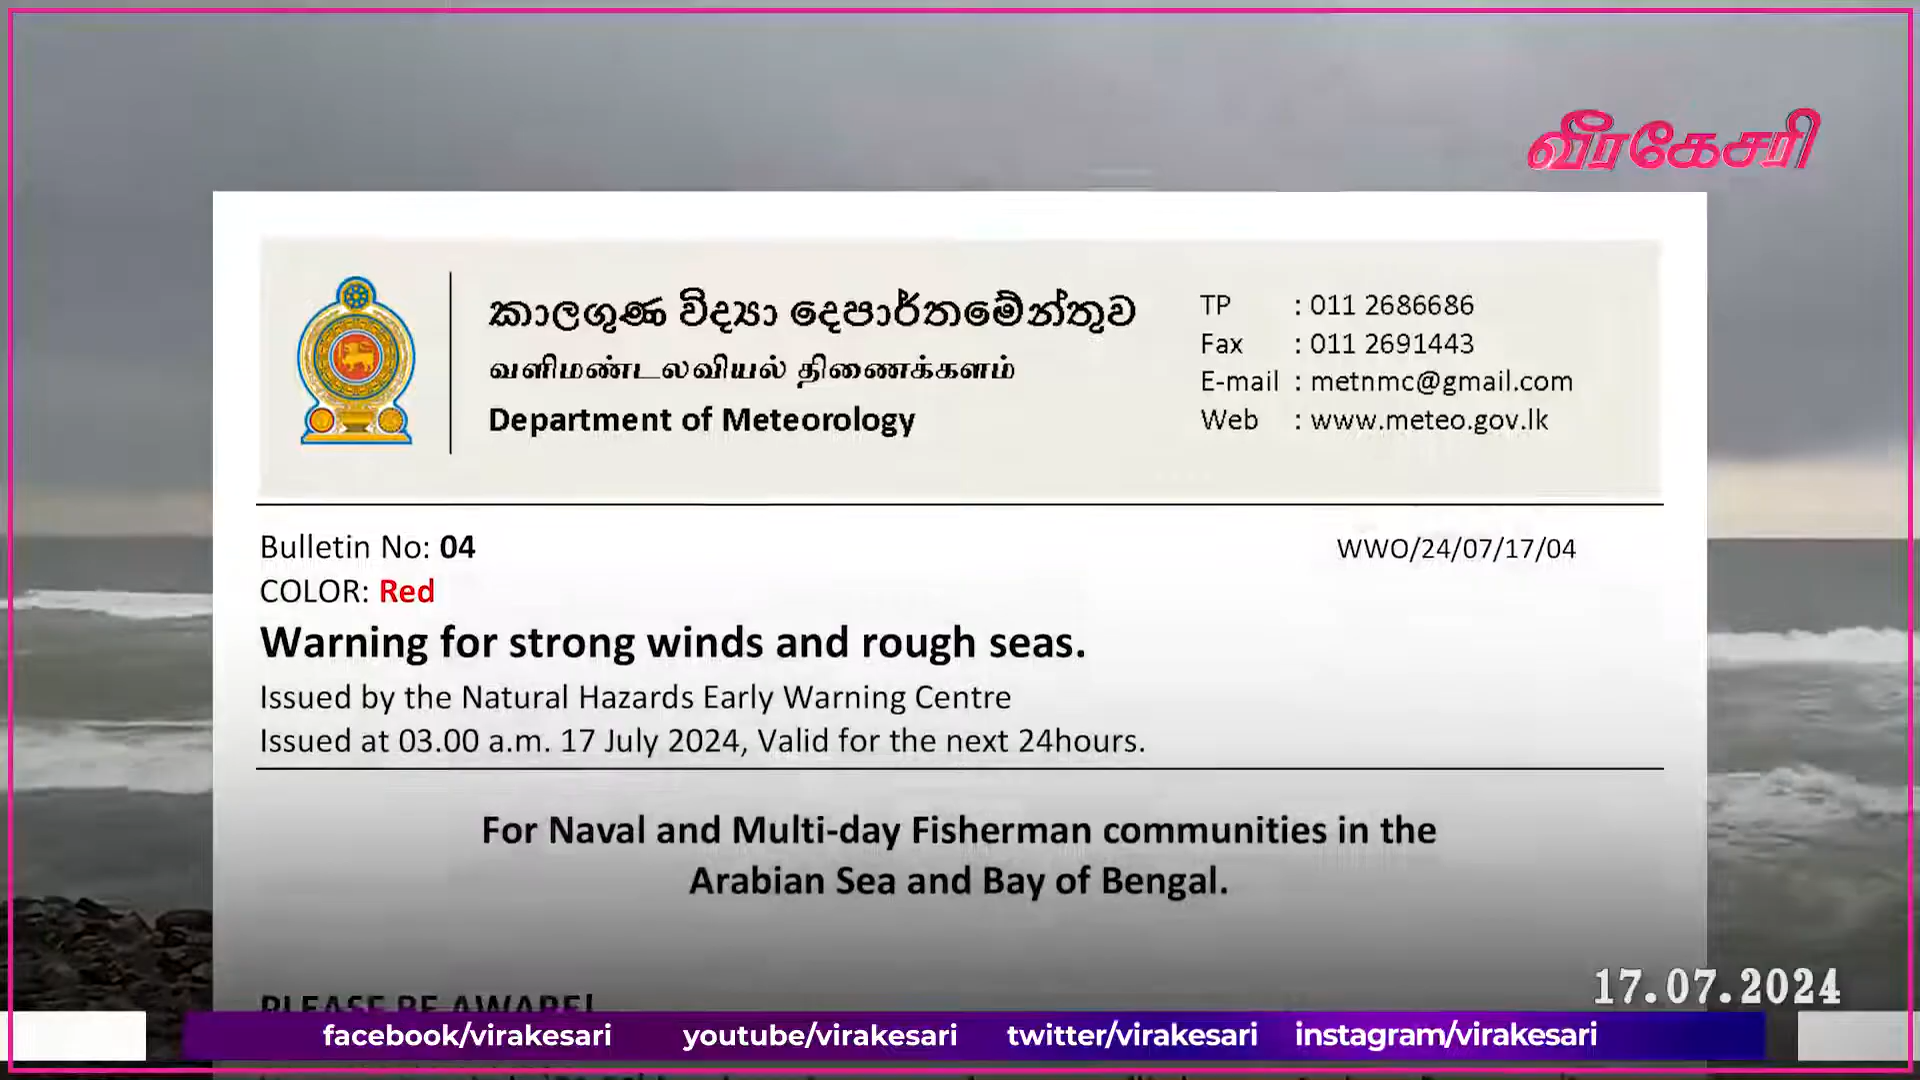 வீரகேசரி
කාලගුණ විද්‍යා දෙපාර්තමේන්තුව
வளிமண்டலவியல் திணைக்களம்
Department of Meteorology
TP : 011 2686686
Fax : 011 2691443
E-mail : metnmc@gmail.com
Web : www.meteo.gov.lk
Bulletin No: 04
WWO/24/07/17/04
COLOR: Red
Warning for strong winds and rough seas.
Issued by the Natural Hazards Early Warning Centre
Issued at 03.00 a.m. 17 July 2024, Valid for the next 24hours.
For Naval and Multi-day Fisherman communities in the
Arabian Sea and Bay of Bengal.
PLEASE BE AWARE!
17.07.2024
facebook/virakesari youtube/virakesari twitter/virakesari instagram/virakesari